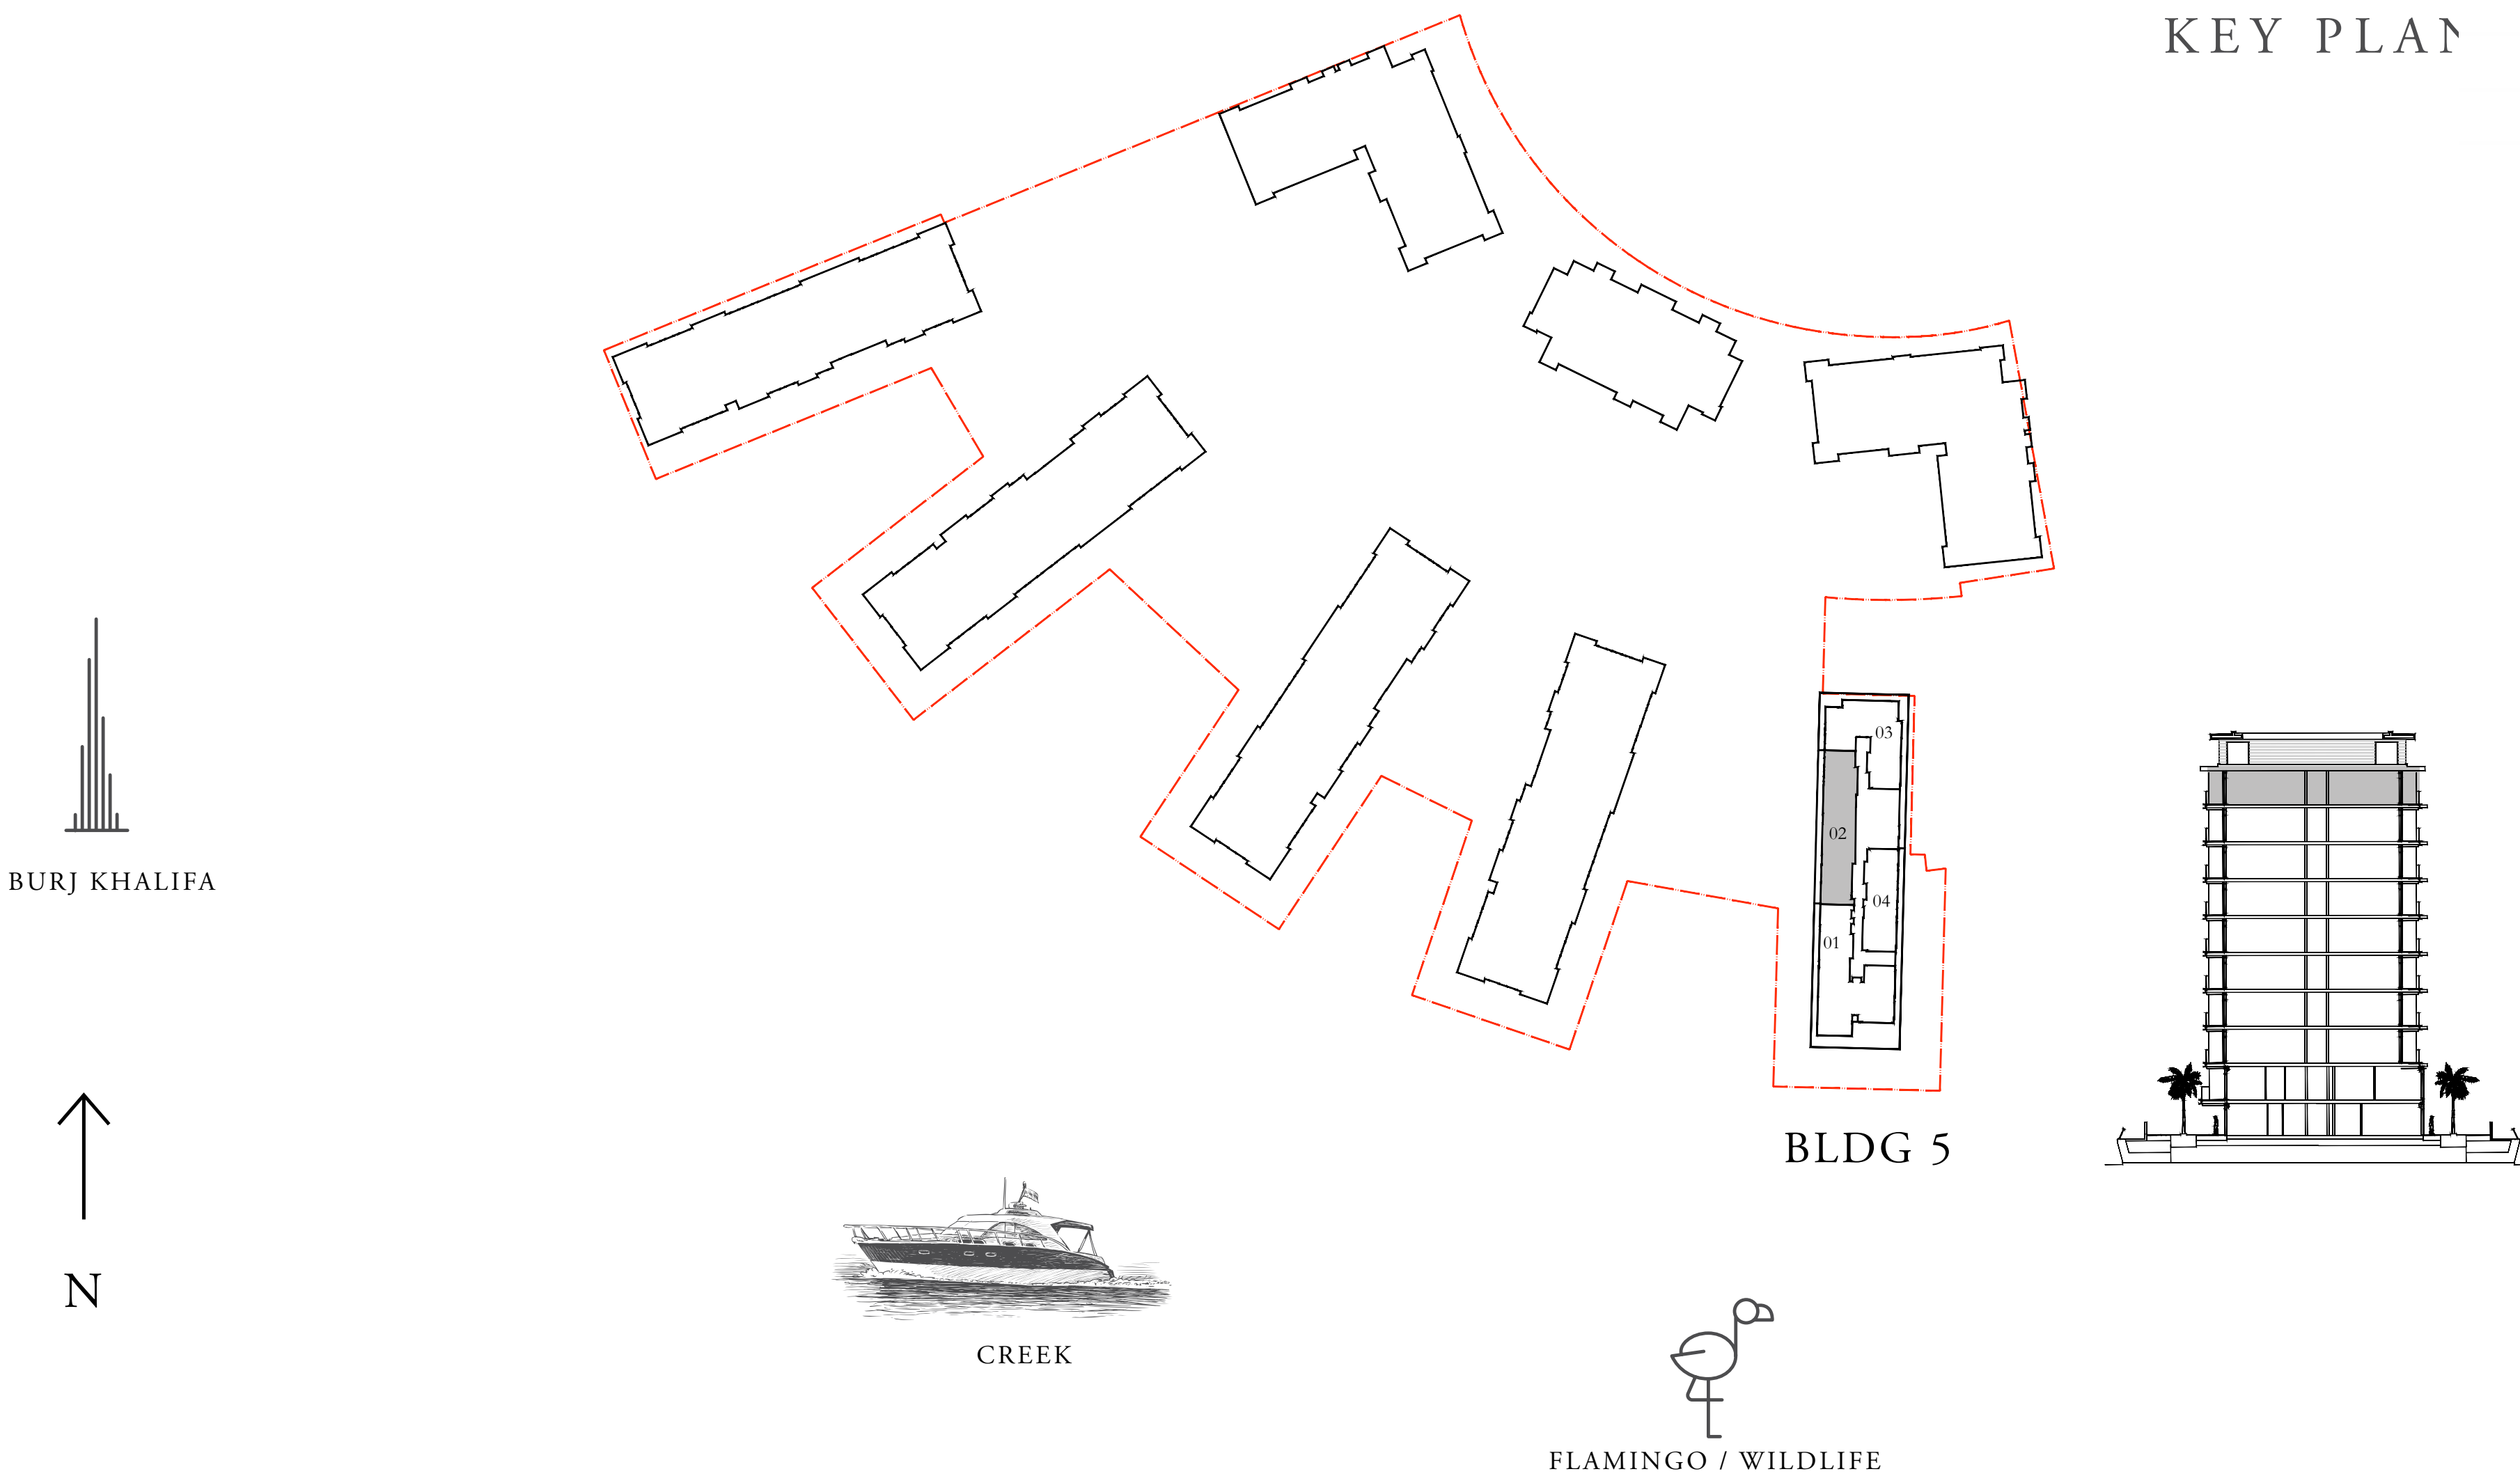 KEY PLAN
03
02
04
01
BURJ KHALIFA
BLDG 5
N
CREEK
FLAMINGO / WILDLIFE